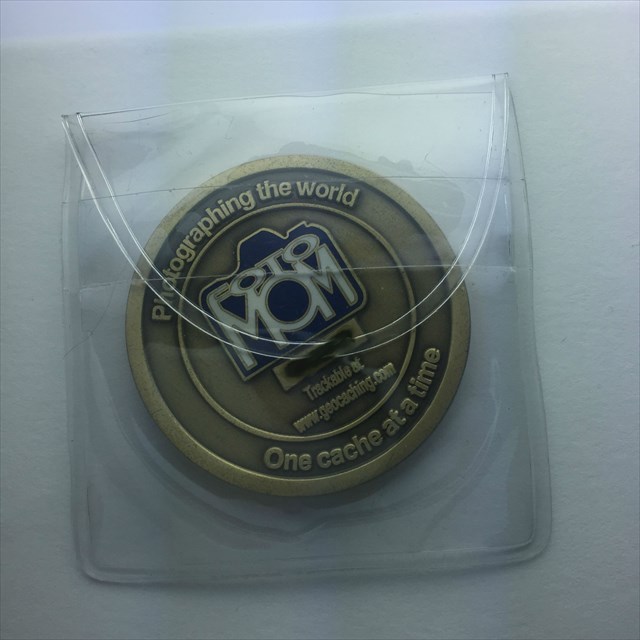 Photographing the world
FOTO
MOM
Trackable at
www.geocaching.com
One cache at a time